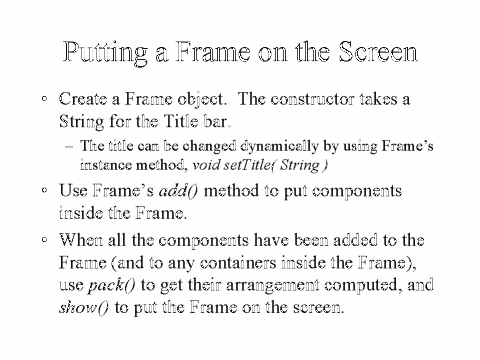 Putting a Frame on the Screen
° Create a Frame object. The constructor takes a
String for the Title bar.
– The title can be changed dynamically by using Frame's
instance method, void setTitle( String )
° Use Frame's add() method to put components
inside the Frame.
° When all the components have been added to the
Frame (and to any containers inside the Frame),
use pack() to get their arrangement computed, and
show() to put the Frame on the screen.